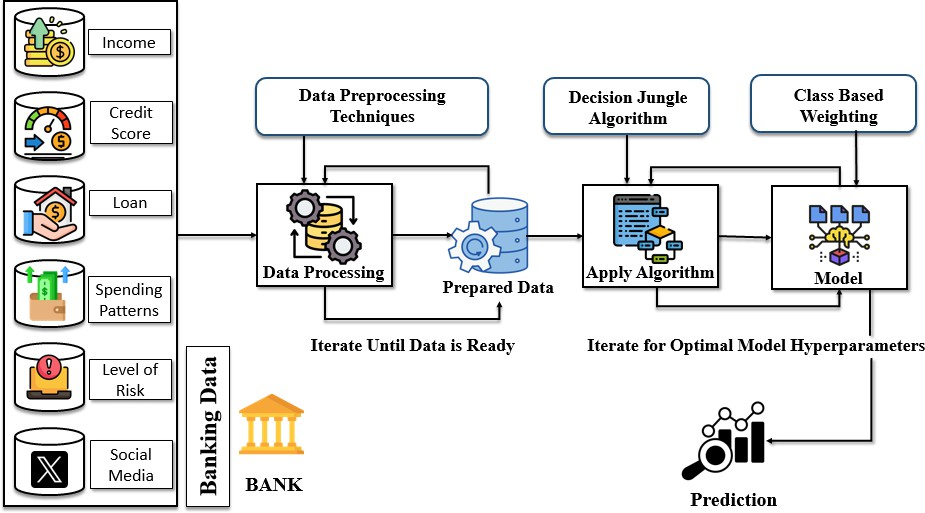 Income
Credit
Score
Loan
Spending
Patterns
Level of
Risk
Social
Media
Banking Data
BANK
Data Preprocessing
Techniques
Data Processing
Prepared Data
Iterate Until Data is Ready
Decision Jungle
Algorithm
Class Based
Weighting
Apply Algorithm
Model
Iterate for Optimal Model Hyperparameters
Prediction